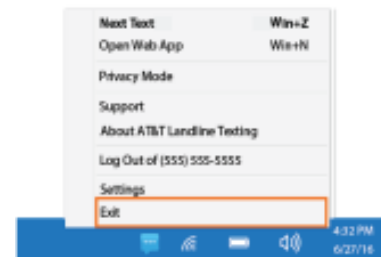 Next Text Win+Z
Open Web App Win+N
Privacy Mode
Support
About AT&T Landline Texting
Log Out of (555) 555-5555
Settings
Exit
4:32 PM
6/27/16